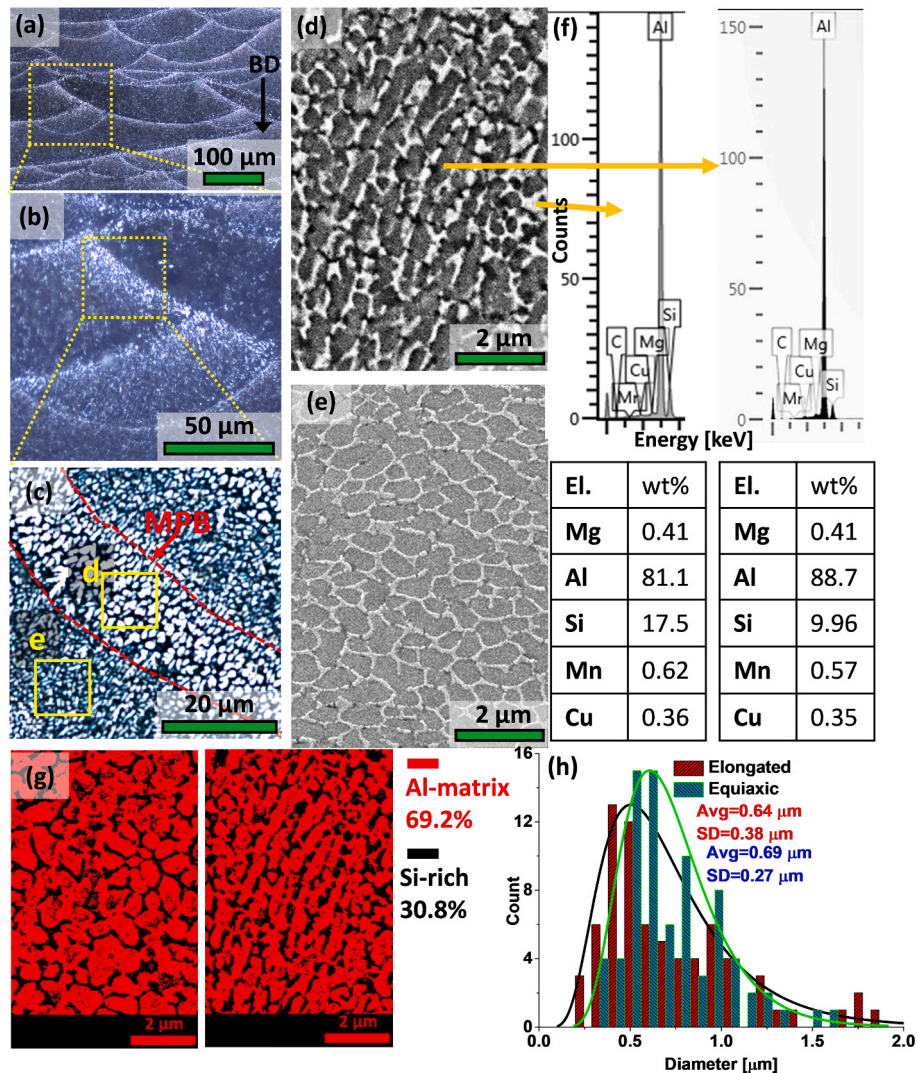 (a)
BD
100 μm
(b)
50 μm
(c)
MPB
d
e
20 μm
(d)
2 μm
(e)
2 μm
(f)
Al
100
50
0
Counts
C
Cu
Mn
Mg
Si
150
Al
100
50
0
C
Cu
Mn
Mg
Si
Energy [keV]
El. wt%
Mg 0.41
Al 81.1
Si 17.5
Mn 0.62
Cu 0.36
El. wt%
Mg 0.41
Al 88.7
Si 9.96
Mn 0.57
Cu 0.35
(g)
2 μm
2 μm
Al-matrix
69.2%
Si-rich
30.8%
(h)
Elongated
Equiaxic
Avg=0.64 μm
SD=0.38 μm
Avg=0.69 μm
SD=0.27 μm
Count
16
12
8
4
0
0.0 0.5 1.0 1.5 2.0
Diameter [μm]